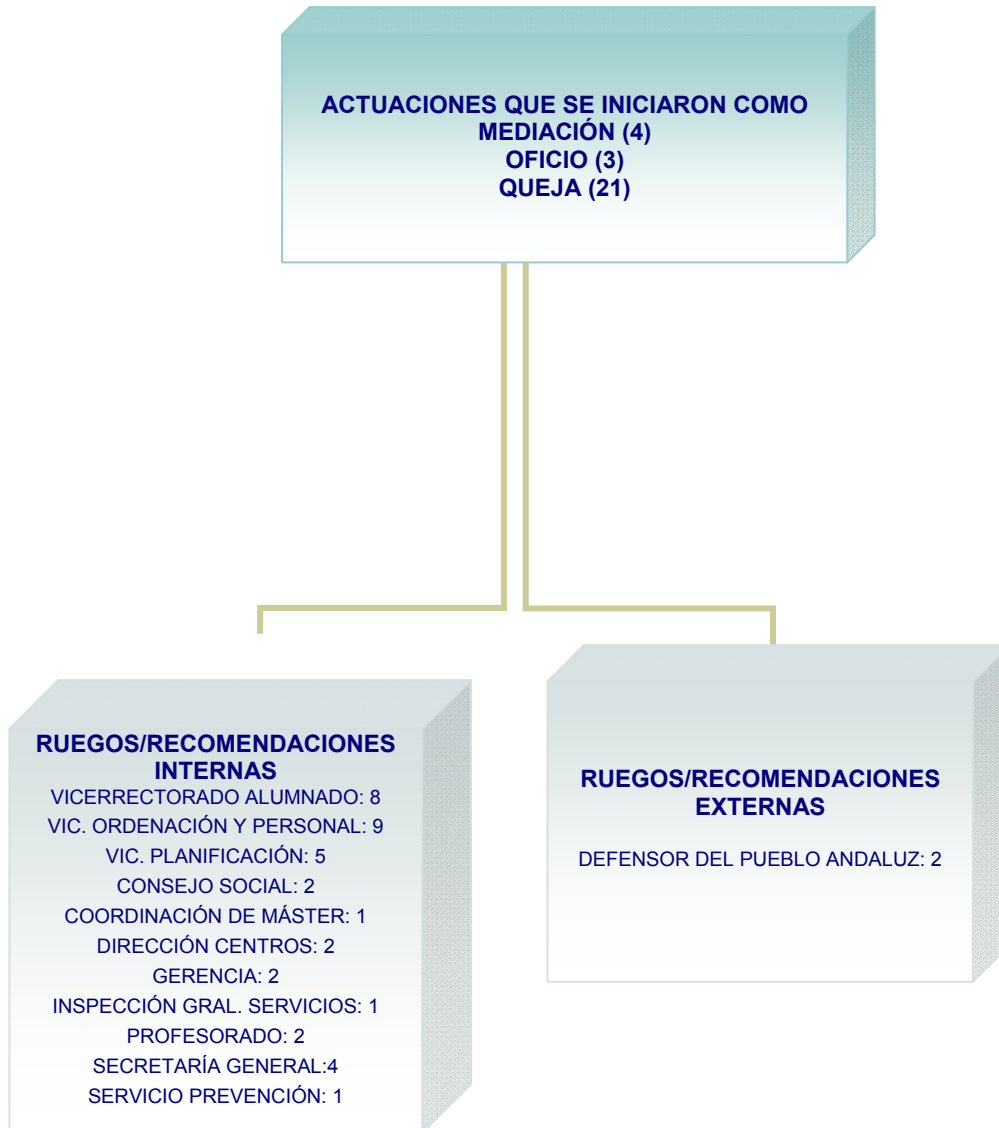 ACTUACIONES QUE SE INICIARON COMO
MEDIACIÓN (4)
OFICIO (3)
QUEJA (21)
RUEGOS/RECOMENDACIONES
INTERNAS
VICERRECTORADO ALUMNADO: 8
VIC. ORDENACIÓN Y PERSONAL: 9
VIC. PLANIFICACIÓN: 5
CONSEJO SOCIAL: 2
COORDINACIÓN DE MÁSTER: 1
DIRECCIÓN CENTROS: 2
GERENCIA: 2
INSPECCIÓN GRAL. SERVICIOS: 1
PROFESORADO: 2
SECRETARÍA GENERAL:4
SERVICIO PREVENCIÓN: 1
RUEGOS/RECOMENDACIONES
EXTERNAS
DEFENSOR DEL PUEBLO ANDALUZ: 2